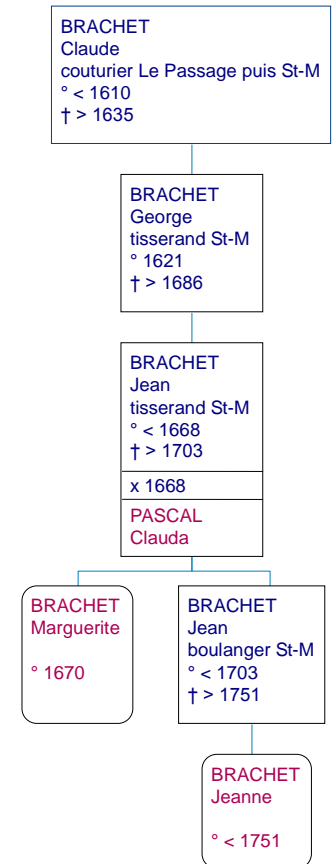 BRACHET
Claude
couturier Le Passage puis St-M
° < 1610
† > 1635
BRACHET
George
tisserand St-M
° 1621
† > 1686
BRACHET
Jean
tisserand St-M
° < 1668
† > 1703
x 1668
PASCAL
Clauda
BRACHET
Marguerite
° 1670
BRACHET
Jean
boulanger St-M
° < 1703
† > 1751
BRACHET
Jeanne
° < 1751